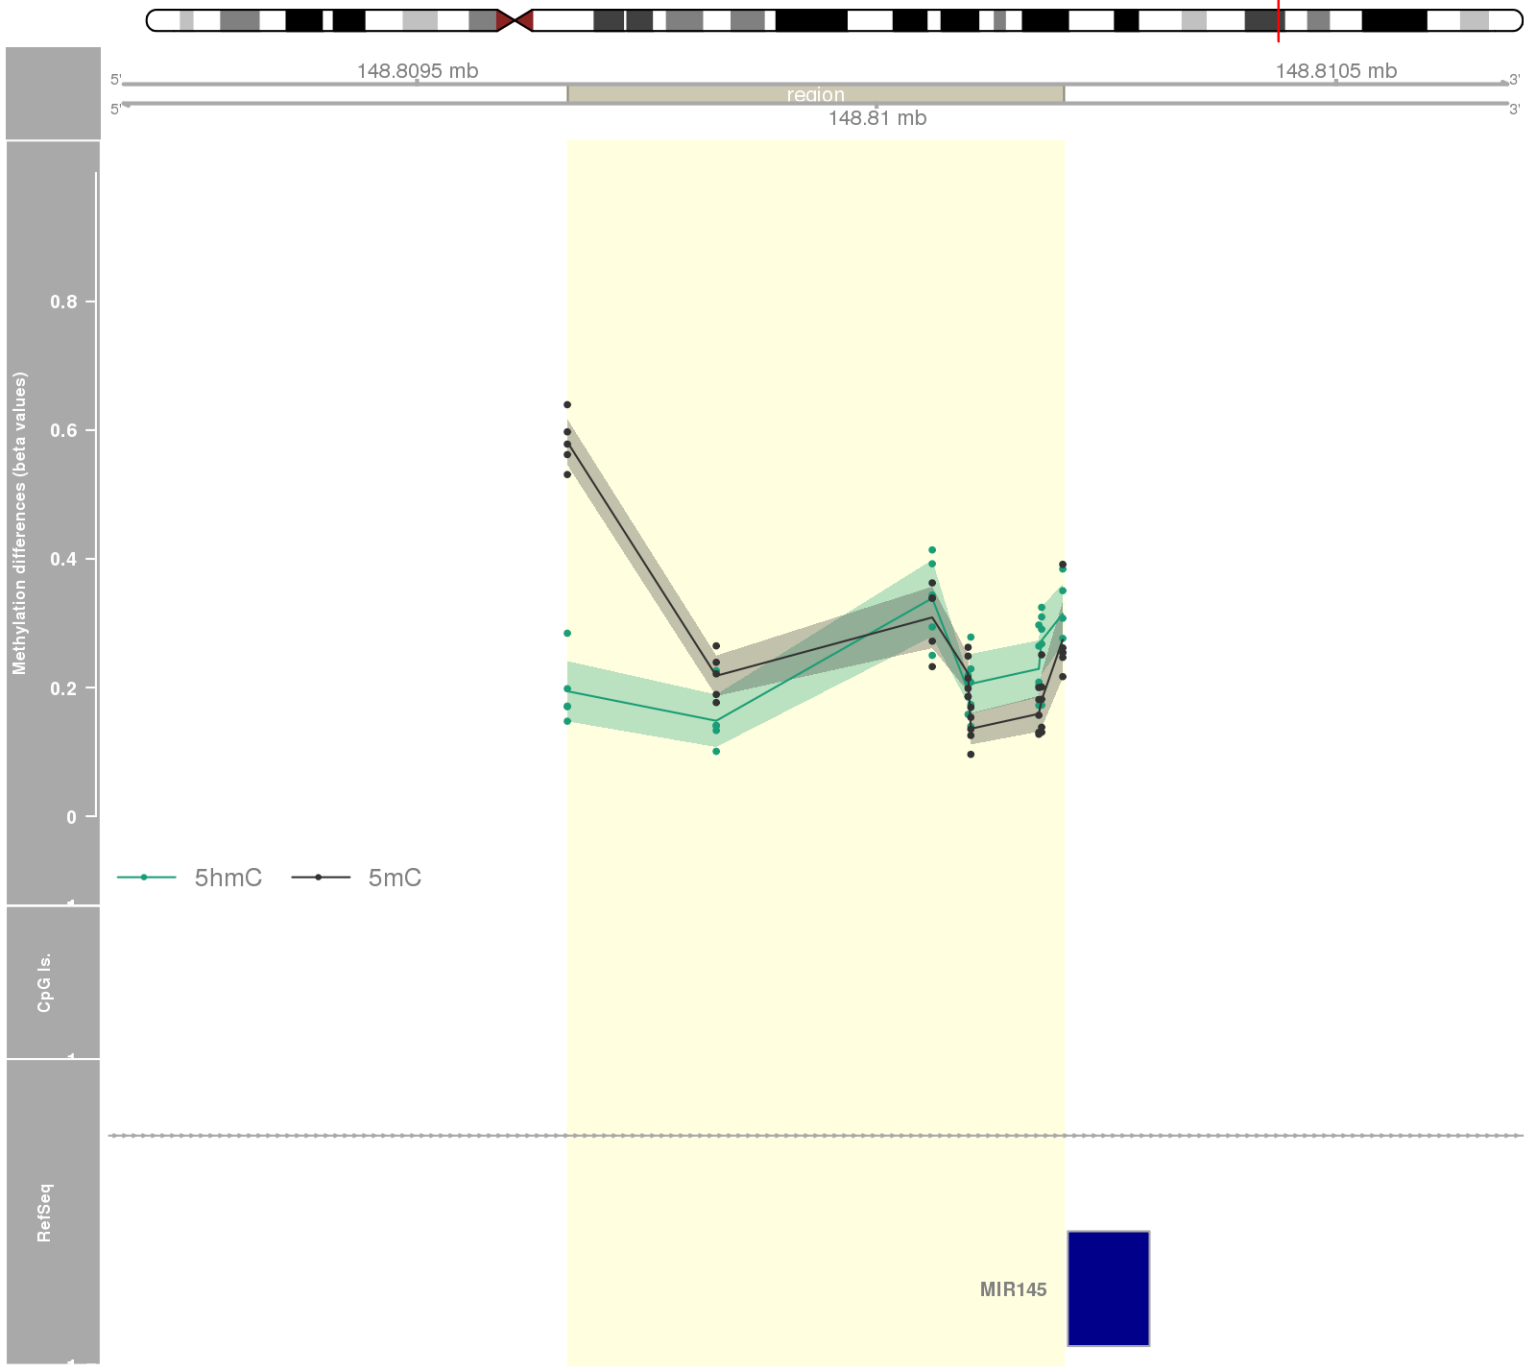 148.8095 mb
148.8105 mb
5'
3'
region
5'
3'
148.81 mb
Methylation differences (beta values)
0.8
0.6
0.4
0.2
0
5hmC
5mC
CpG Is.
RefSeq
MIR145